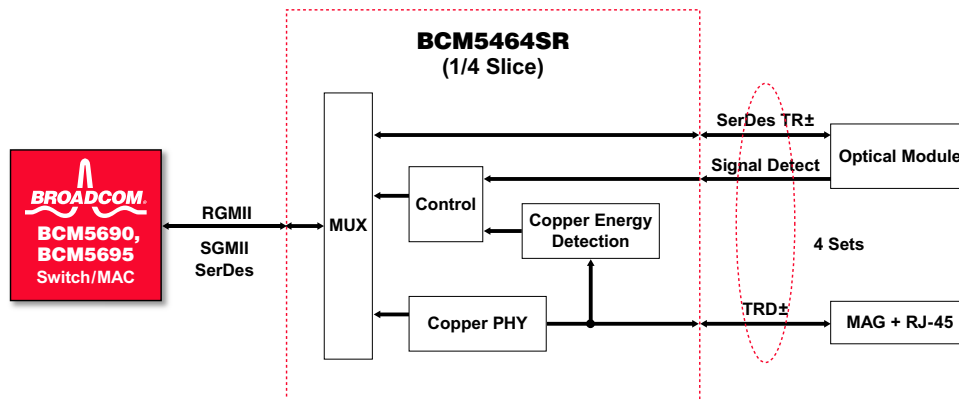 BCM5464SR
(1/4 Slice)
SerDes TR±
Signal Detect
Optical Module
BROADCOM®
BCM5690,
BCM5695
Switch/MAC
RGMII
SGMII
SerDes
MUX
Control
Copper Energy
Detection
4 Sets
Copper PHY
TRD±
MAG + RJ-45